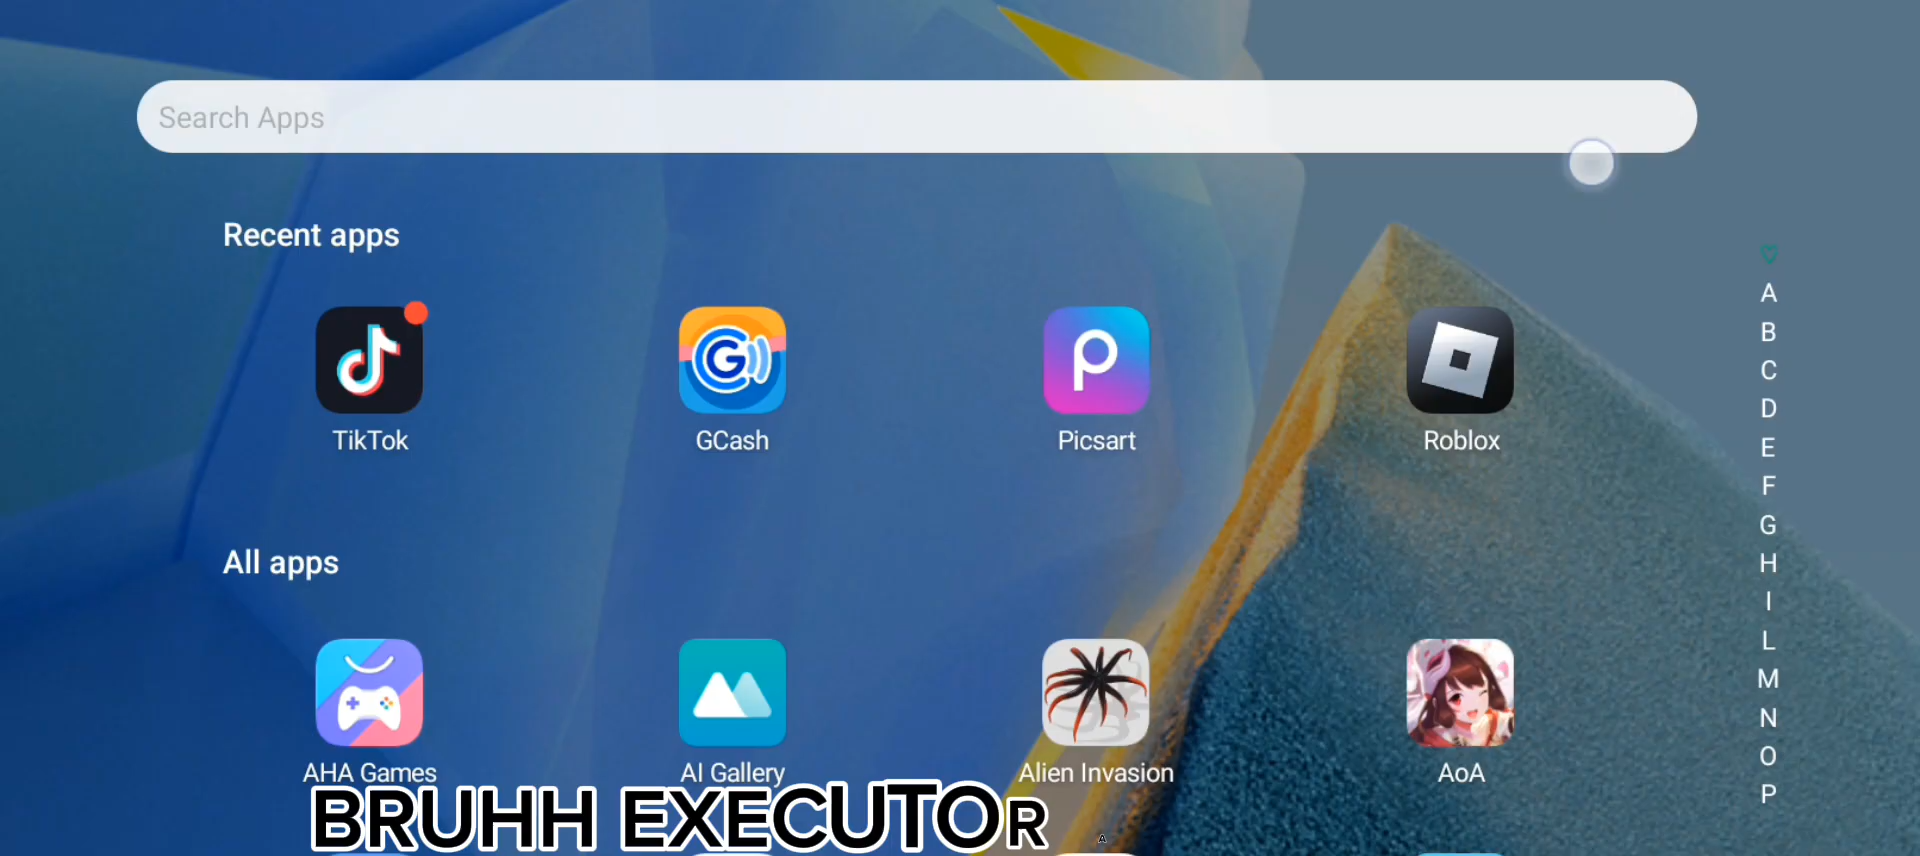 Search Apps
Recent apps
TikTok GCash Picsart Roblox
All apps
AHA Games AI Gallery Alien Invasion AoA
BRUHH EXECUTOR A
A
B
C
D
E
F
G
H
I
L
M
N
O
P